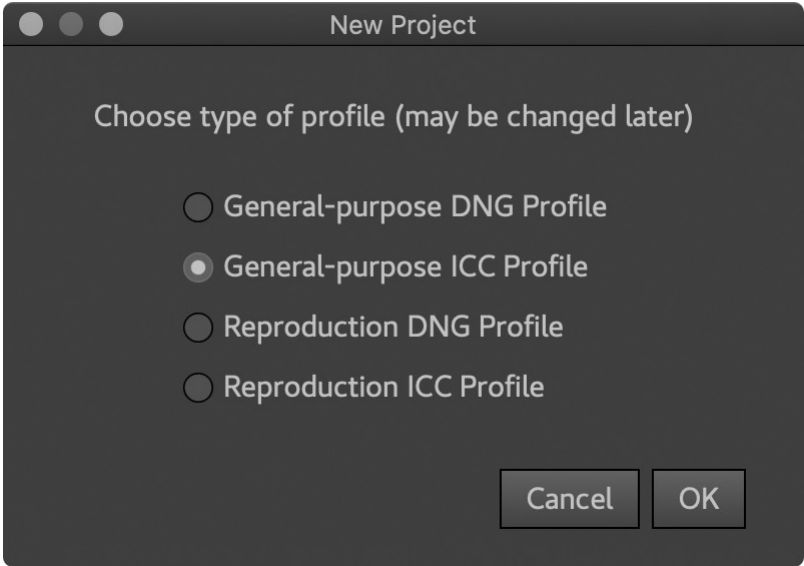 New Project
Choose type of profile (may be changed later)
General-purpose DNG Profile
General-purpose ICC Profile
Reproduction DNG Profile
Reproduction ICC Profile
Cancel OK